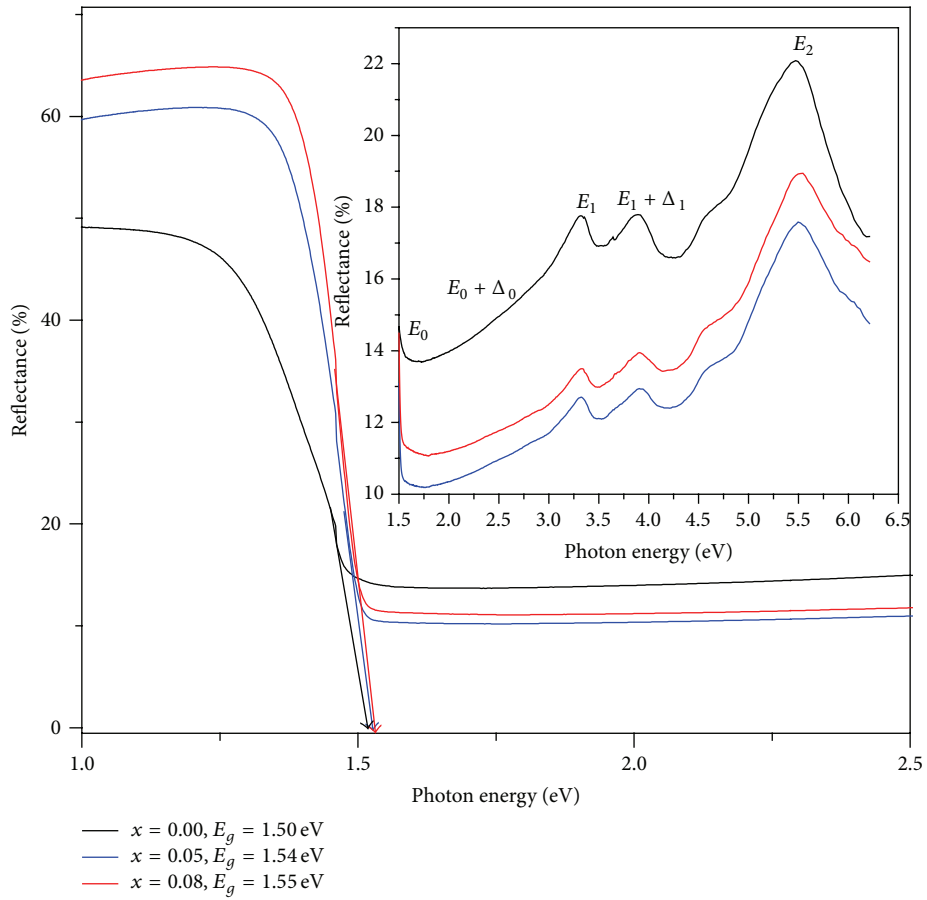 60
40
20
0
Reflectance (%)
1.0 1.5 2.0 2.5
Photon energy (eV)
22
20
18
16
14
12
10
Reflectance (%)
1.5 2.0 2.5 3.0 3.5 4.0 4.5 5.0 5.5 6.0 6.5
Photon energy (eV)
E₀
E₀ + Δ₀
E₁
E₁ + Δ₁
E₂
x = 0.00, E_g = 1.50 eV
x = 0.05, E_g = 1.54 eV
x = 0.08, E_g = 1.55 eV